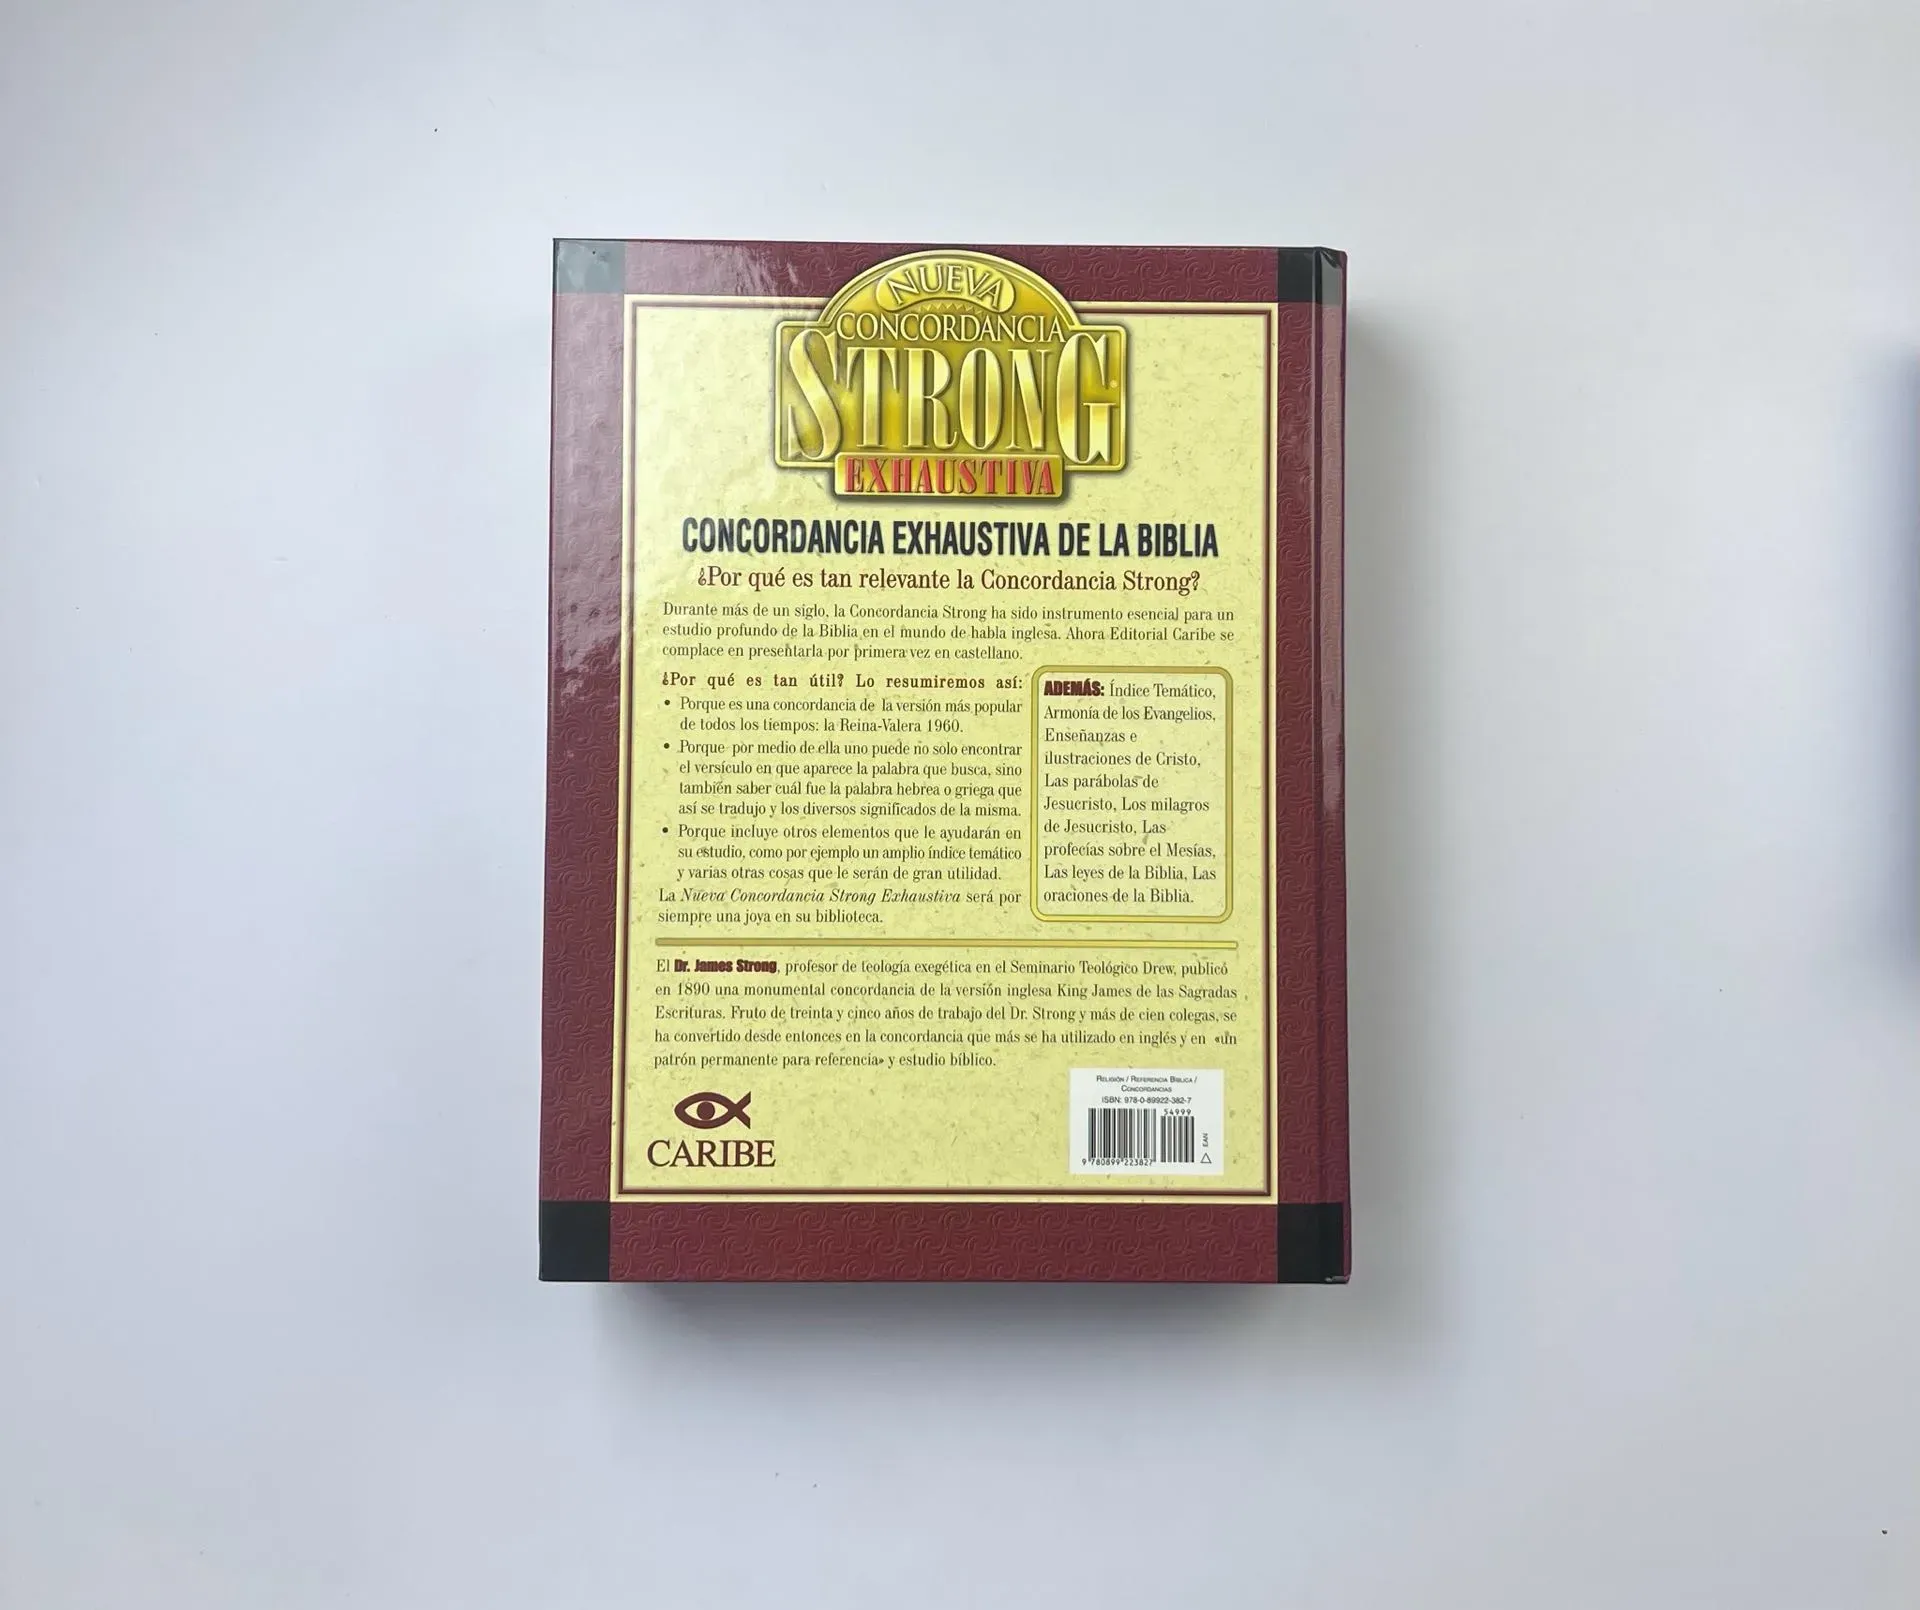 NUEVA
CONCORDANCIA
STRONG
EXHAUSTIVA
CONCORDANCIA EXHAUSTIVA DE LA BIBLIA
¿Por qué es tan relevante la Concordancia Strong?
Durante más de un siglo, la Concordancia Strong ha sido instrumento esencial para un
estudio profundo de la Biblia en el mundo de habla inglesa. Ahora Editorial Caribe se
complace en presentarla por primera vez en castellano.
¿Por qué es tan útil? Lo resumiremos así:
• Porque es una concordancia de la versión más popular
de todos los tiempos: la Reina-Valera 1960.
• Porque por medio de ella uno puede no solo encontrar
el versículo en que aparece la palabra que busca, sino
también saber cuál fue la palabra hebrea o griega que
así se tradujo y los diversos significados de la misma.
• Porque incluye otros elementos que le ayudarán en
su estudio, como por ejemplo un amplio índice temático
y varias otras cosas que le serán de gran utilidad.
La Nueva Concordancia Strong Exhaustiva será por
siempre una joya en su biblioteca.
ADEMÁS: Índice Temático,
Armonía de los Evangelios,
Enseñanzas e
ilustraciones de Cristo,
Las parábolas de
Jesucristo, Los milagros
de Jesucristo, Las
profecías sobre el Mesías,
Las leyes de la Biblia, Las
oraciones de la Biblia.
El Dr. James Strong, profesor de teología exegética en el Seminario Teológico Drew, publicó
en 1890 una monumental concordancia de la versión inglesa King James de las Sagradas
Escrituras. Fruto de treinta y cinco años de trabajo del Dr. Strong y más de cien colegas, se
ha convertido desde entonces en la concordancia que más se ha utilizado en inglés y en «un
patrón permanente para referencia» y estudio bíblico.
CARIBE
RELIGIÓN / REFERENCIA BÍBLICA /
CONCORDANCIAS
ISBN: 978-0-89922-382-7
54999
9 780899 223827
EAN